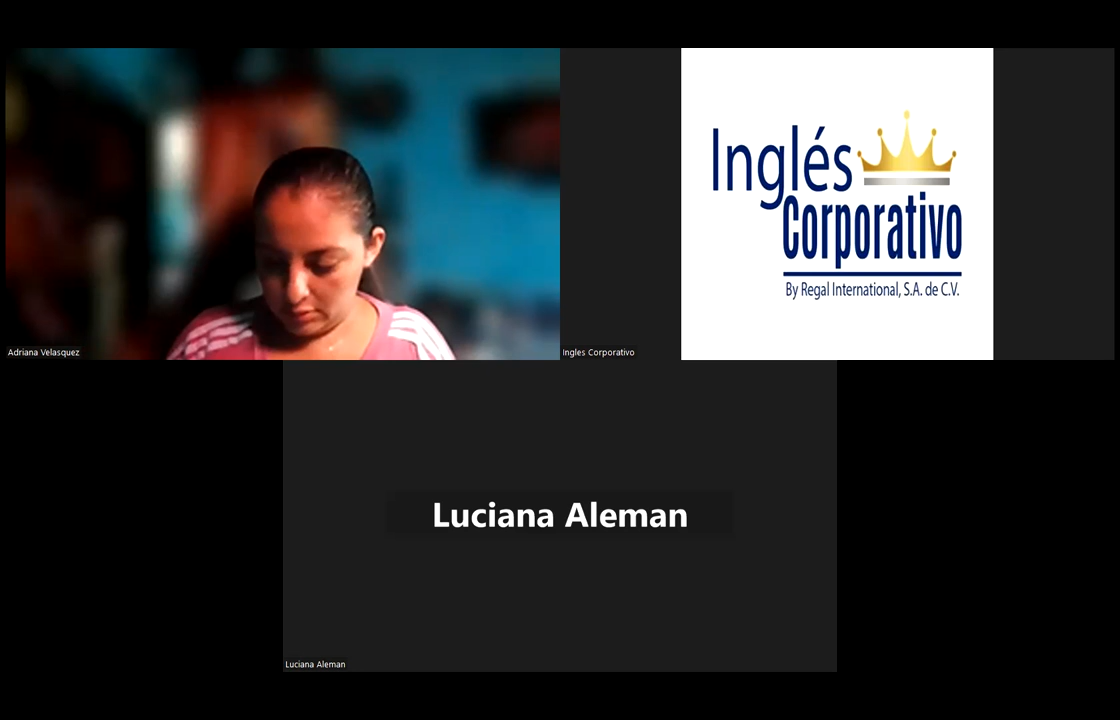 Inglés
Corporativo
By Regal International, S.A. de C.V.
Adriana Velasquez
Ingles Corporativo
Luciana Aleman
Luciana Aleman